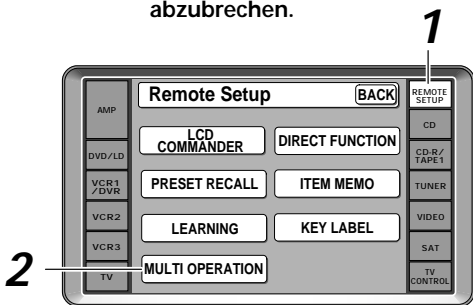 abzubrechen.
1
Remote Setup
BACK
REMOTE
SETUP
AMP
CD
LCD
COMMANDER
DIRECT FUNCTION
DVD/LD
CD-R/
TAPE1
PRESET RECALL
ITEM MEMO
VCR1
/DVR
TUNER
VCR2
VIDEO
LEARNING
KEY LABEL
VCR3
SAT
2
MULTI OPERATION
TV
TV
CONTROL